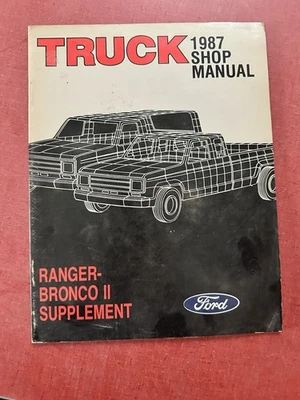 TRUCK 1987
SHOP
MANUAL
RANGER-
BRONCO II
SUPPLEMENT
Ford